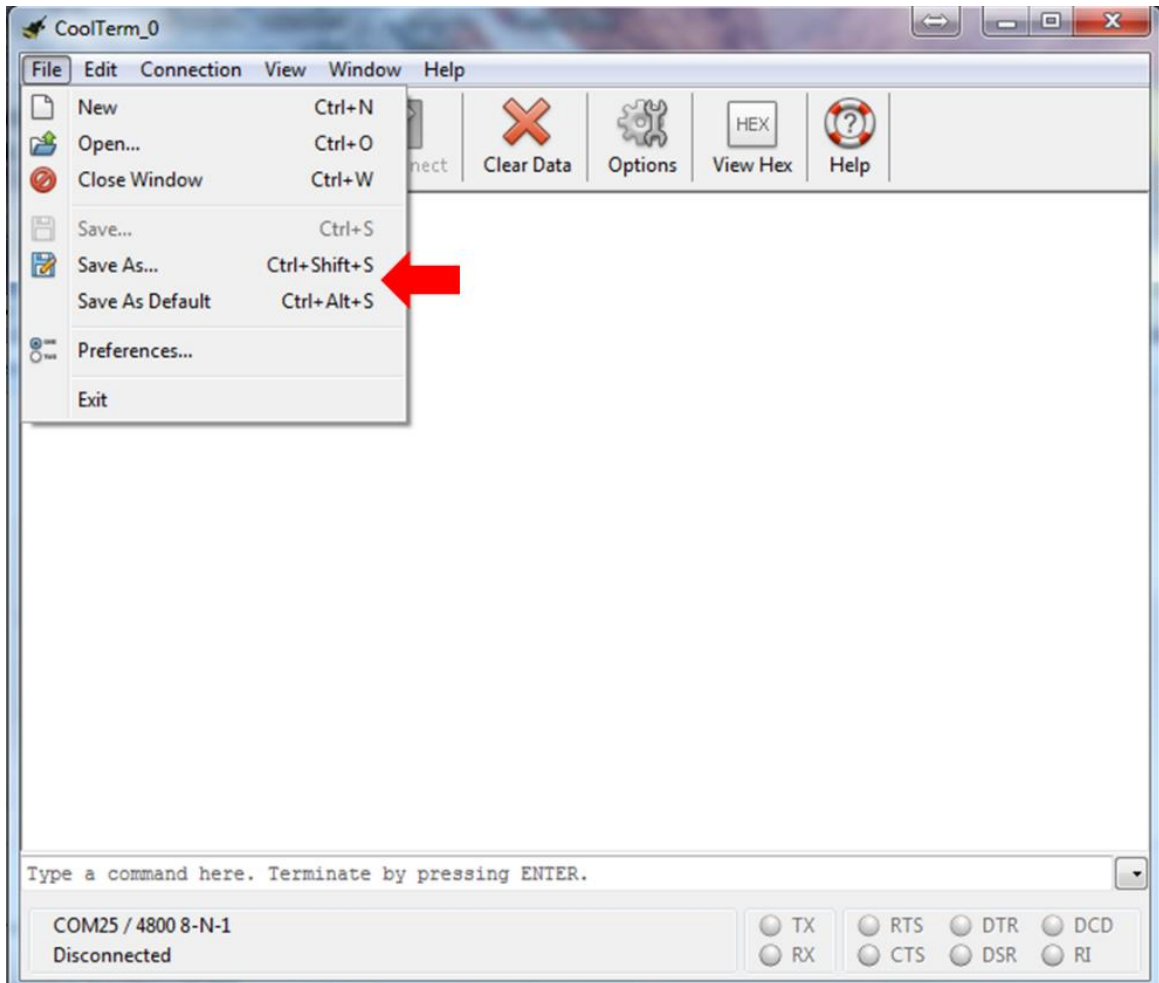 CoolTerm_0
File Edit Connection View Window Help
New Ctrl+N
Open... Ctrl+O
Close Window Ctrl+W
Save... Ctrl+S
Save As... Ctrl+Shift+S
Save As Default Ctrl+Alt+S
Preferences...
Exit
nect Clear Data Options View Hex Help
HEX
Type a command here. Terminate by pressing ENTER.
COM25 / 4800 8-N-1
Disconnected
TX RTS DTR DCD
RX CTS DSR RI